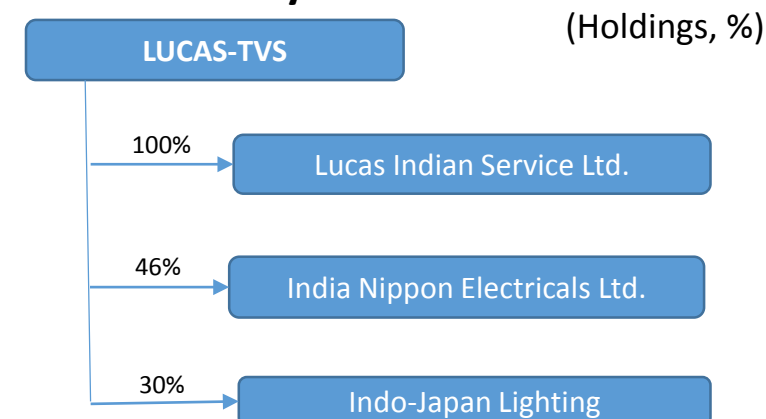 (Holdings, %)
LUCAS-TVS
100%
Lucas Indian Service Ltd.
46%
India Nippon Electricals Ltd.
30%
Indo-Japan Lighting